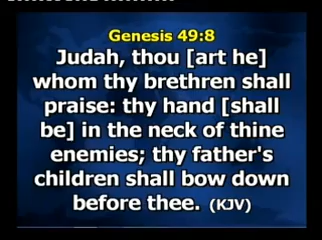 Genesis 49:8
Judah, thou [art he]
whom thy brethren shall
praise: thy hand [shall
be] in the neck of thine
enemies; thy father's
children shall bow down
before thee. (KJV)